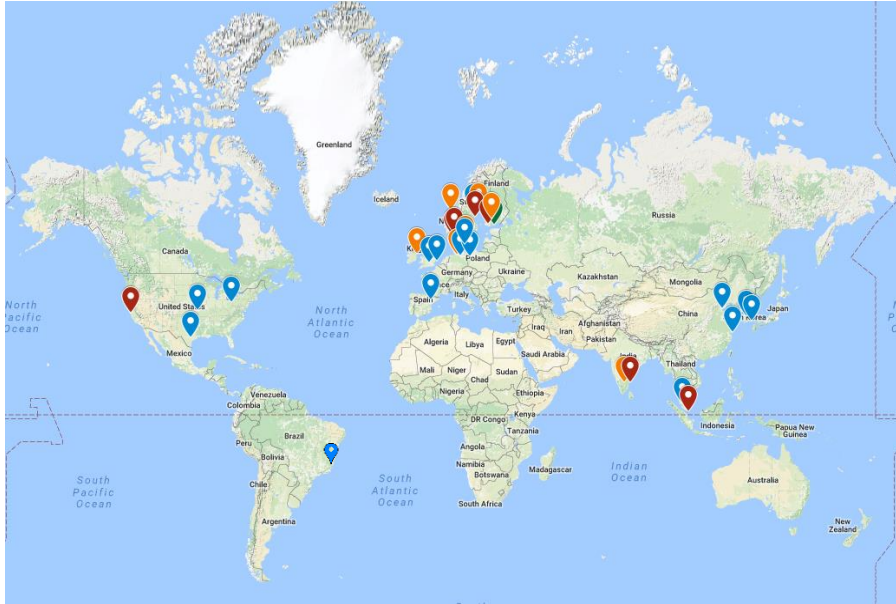 Greenland
Finland
Iceland
Russia
Canada
Poland
Germany
Ukraine
Kazakhstan
Mongolia
Spain
Italy
Turkey
North
Pacific
Ocean
United States
North
Atlantic
Ocean
China
Japan
Iraq
Iran
Afghanistan
Pakistan
Mexico
Algeria
Libya
Egypt
Saudi Arabia
India
Thailand
Mali
Niger
Chad
Sudan
Venezuela
Nigeria
Ethiopia
Colombia
DR Congo
Kenya
Indonesia
Papua New
Guinea
Peru
Brazil
Tanzania
Bolivia
Angola
Namibia
Botswana
Madagascar
Indian
Ocean
South
Pacific
Ocean
South
Atlantic
Ocean
Chile
Australia
South Africa
Argentina
New
Zealand